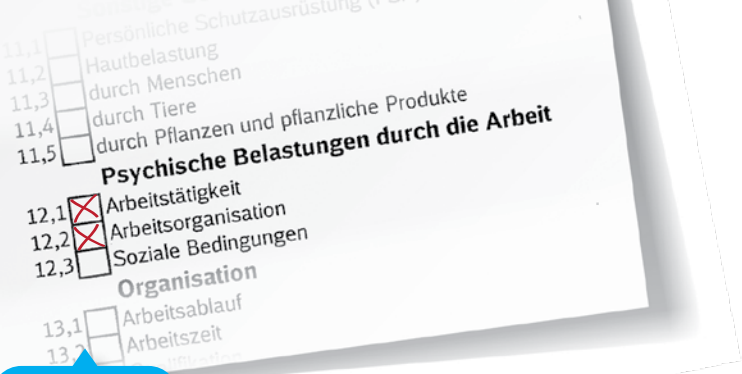 11,1 Persönliche Schutzausrüstung
11,2 Hautbelastung
11,3 durch Menschen
11,4 durch Tiere
11,5 durch Pflanzen und pflanzliche Produkte
Psychische Belastungen durch die Arbeit
12,1 Arbeitstätigkeit
12,2 Arbeitsorganisation
12,3 Soziale Bedingungen
Organisation
13,1 Arbeitsablauf
13,2 Arbeitszeit